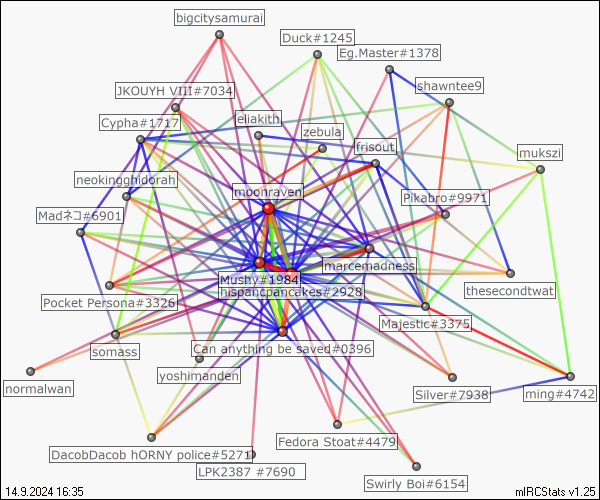 bigcitysamurai
Duck#1245
Eg.Master#1378
shawntee9
JKOUYH VIII#7034
eliakith
Cypha#1717
zebula
frisout
mukszi
neokingghidorah
moonraven
Pikabro#9971
Madネコ#6901
marcemadness
Mushy#1984
thesecondtwat
hispancpancakes#2928
Pocket Persona#3326
Majestic#3375
somass
Can anything be saved#0396
yoshimanden
normalwan
Silver#7938
ming#4742
Fedora Stoat#4479
DacobDacob hORNY police#5271
LPK2387 #7690
Swirly Boi#6154
14.9.2024 16:35
mIRCStats v1.25